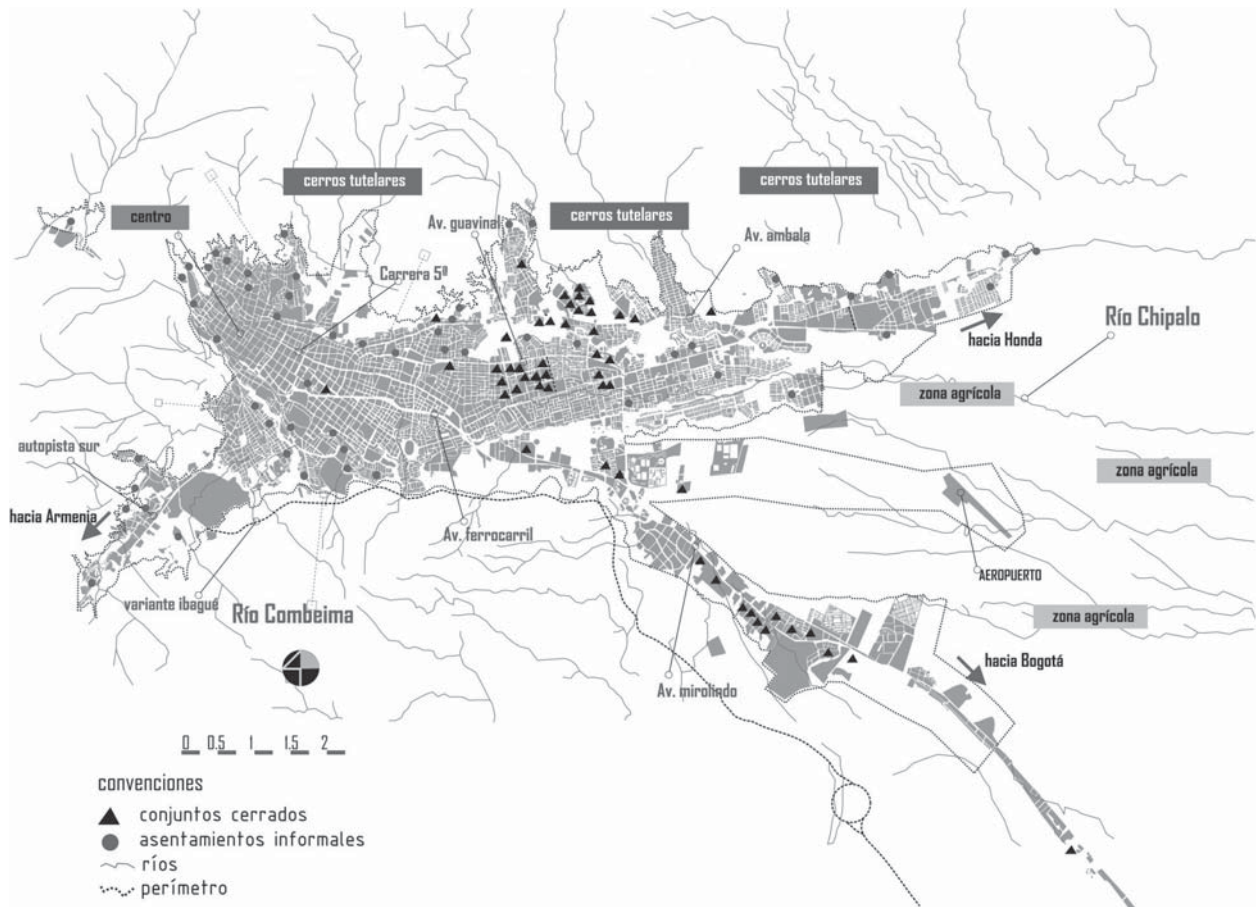 cerros tutelares
cerros tutelares
centro
Av. guavinal
cerros tutelares
Av. ambala
Carrera 5ª
Río Chipalo
hacia Honda
zona agrícola
autopista sur
zona agrícola
hacia Armenia
Av. ferrocarril
AEROPUERTO
variante ibagué
Río Combeima
zona agrícola
hacia Bogotá
Av. mirolindo
0 0.5 1 1.5 2
convenciones
conjuntos cerrados
asentamientos informales
ríos
perímetro